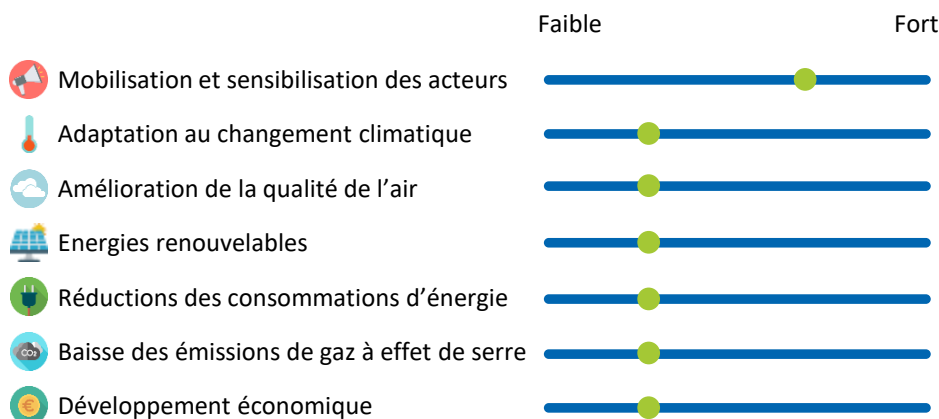 Faible Fort
Mobilisation et sensibilisation des acteurs
Adaptation au changement climatique
Amélioration de la qualité de l’air
Energies renouvelables
Réductions des consommations d’énergie
CO2 Baisse des émissions de gaz à effet de serre
€ Développement économique